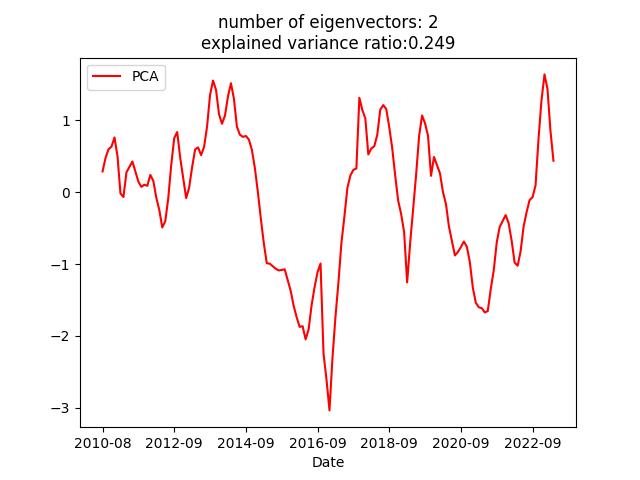 number of eigenvectors: 2
explained variance ratio:0.249
PCA
1
0
−1
−2
−3
2010-08 2012-09 2014-09 2016-09 2018-09 2020-09 2022-09
Date